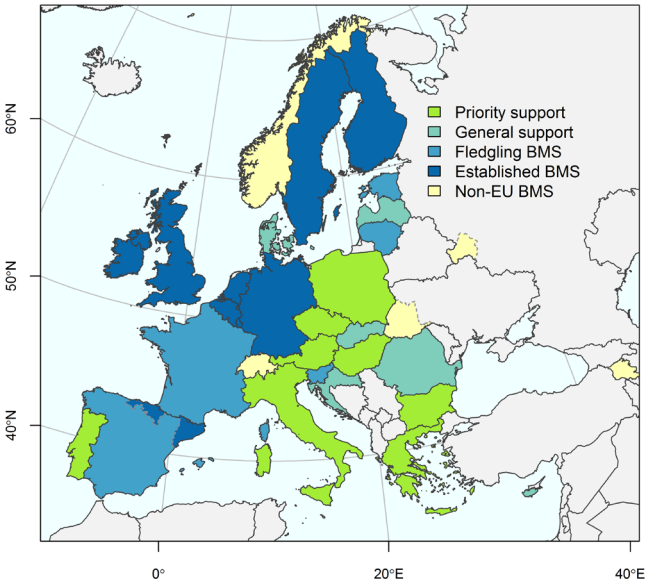 60°N
50°N
40°N
Priority support
General support
Fledgling BMS
Established BMS
Non-EU BMS
0°
20°E
40°E